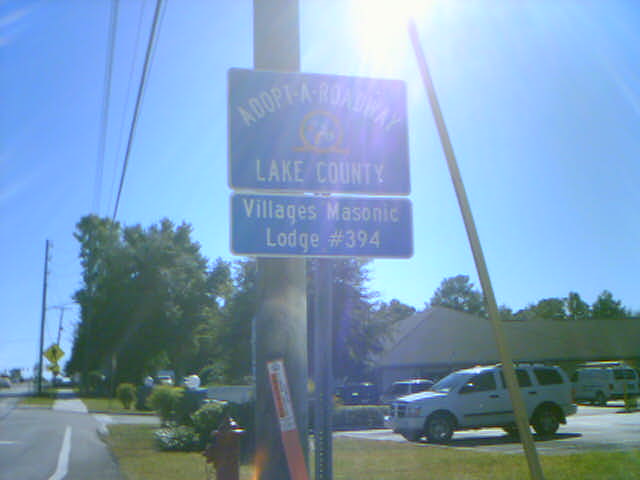 ADOPT-A-ROADWAY
LAKE COUNTY
Villages Masonic
Lodge #394